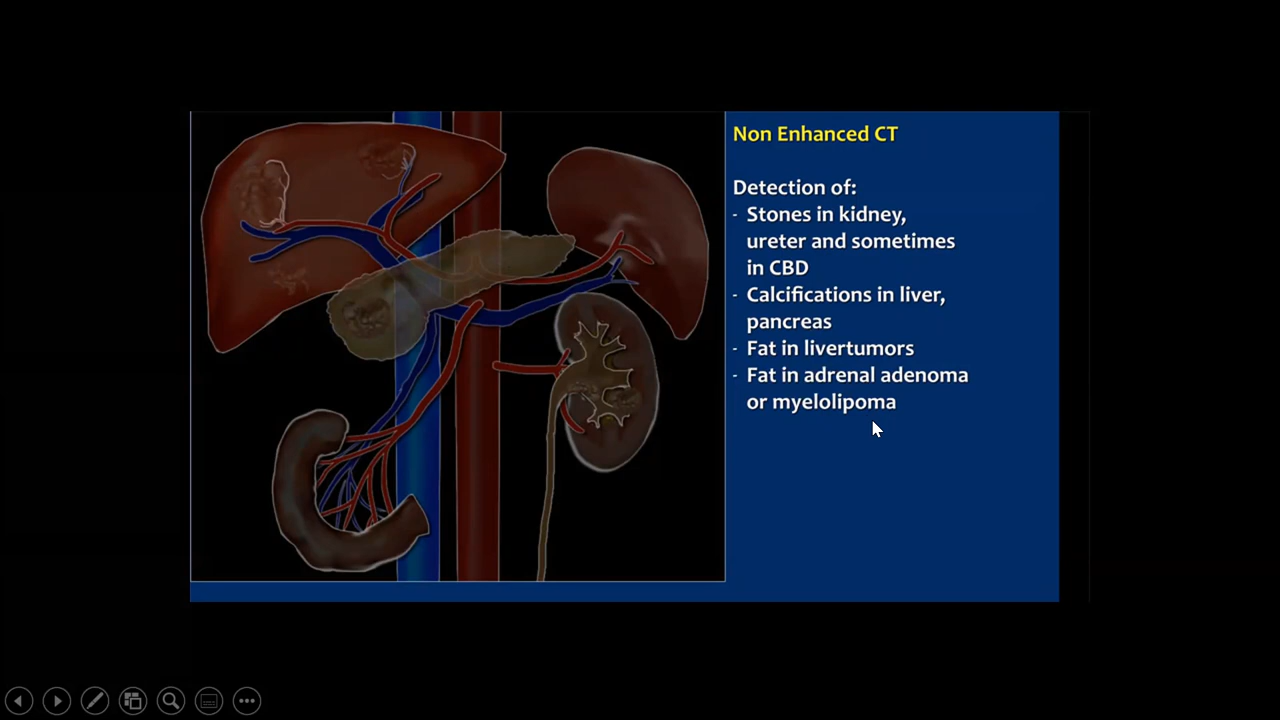 Non Enhanced CT
Detection of:
- Stones in kidney,
ureter and sometimes
in CBD
- Calcifications in liver,
pancreas
- Fat in livertumors
- Fat in adrenal adenoma
or myelolipoma